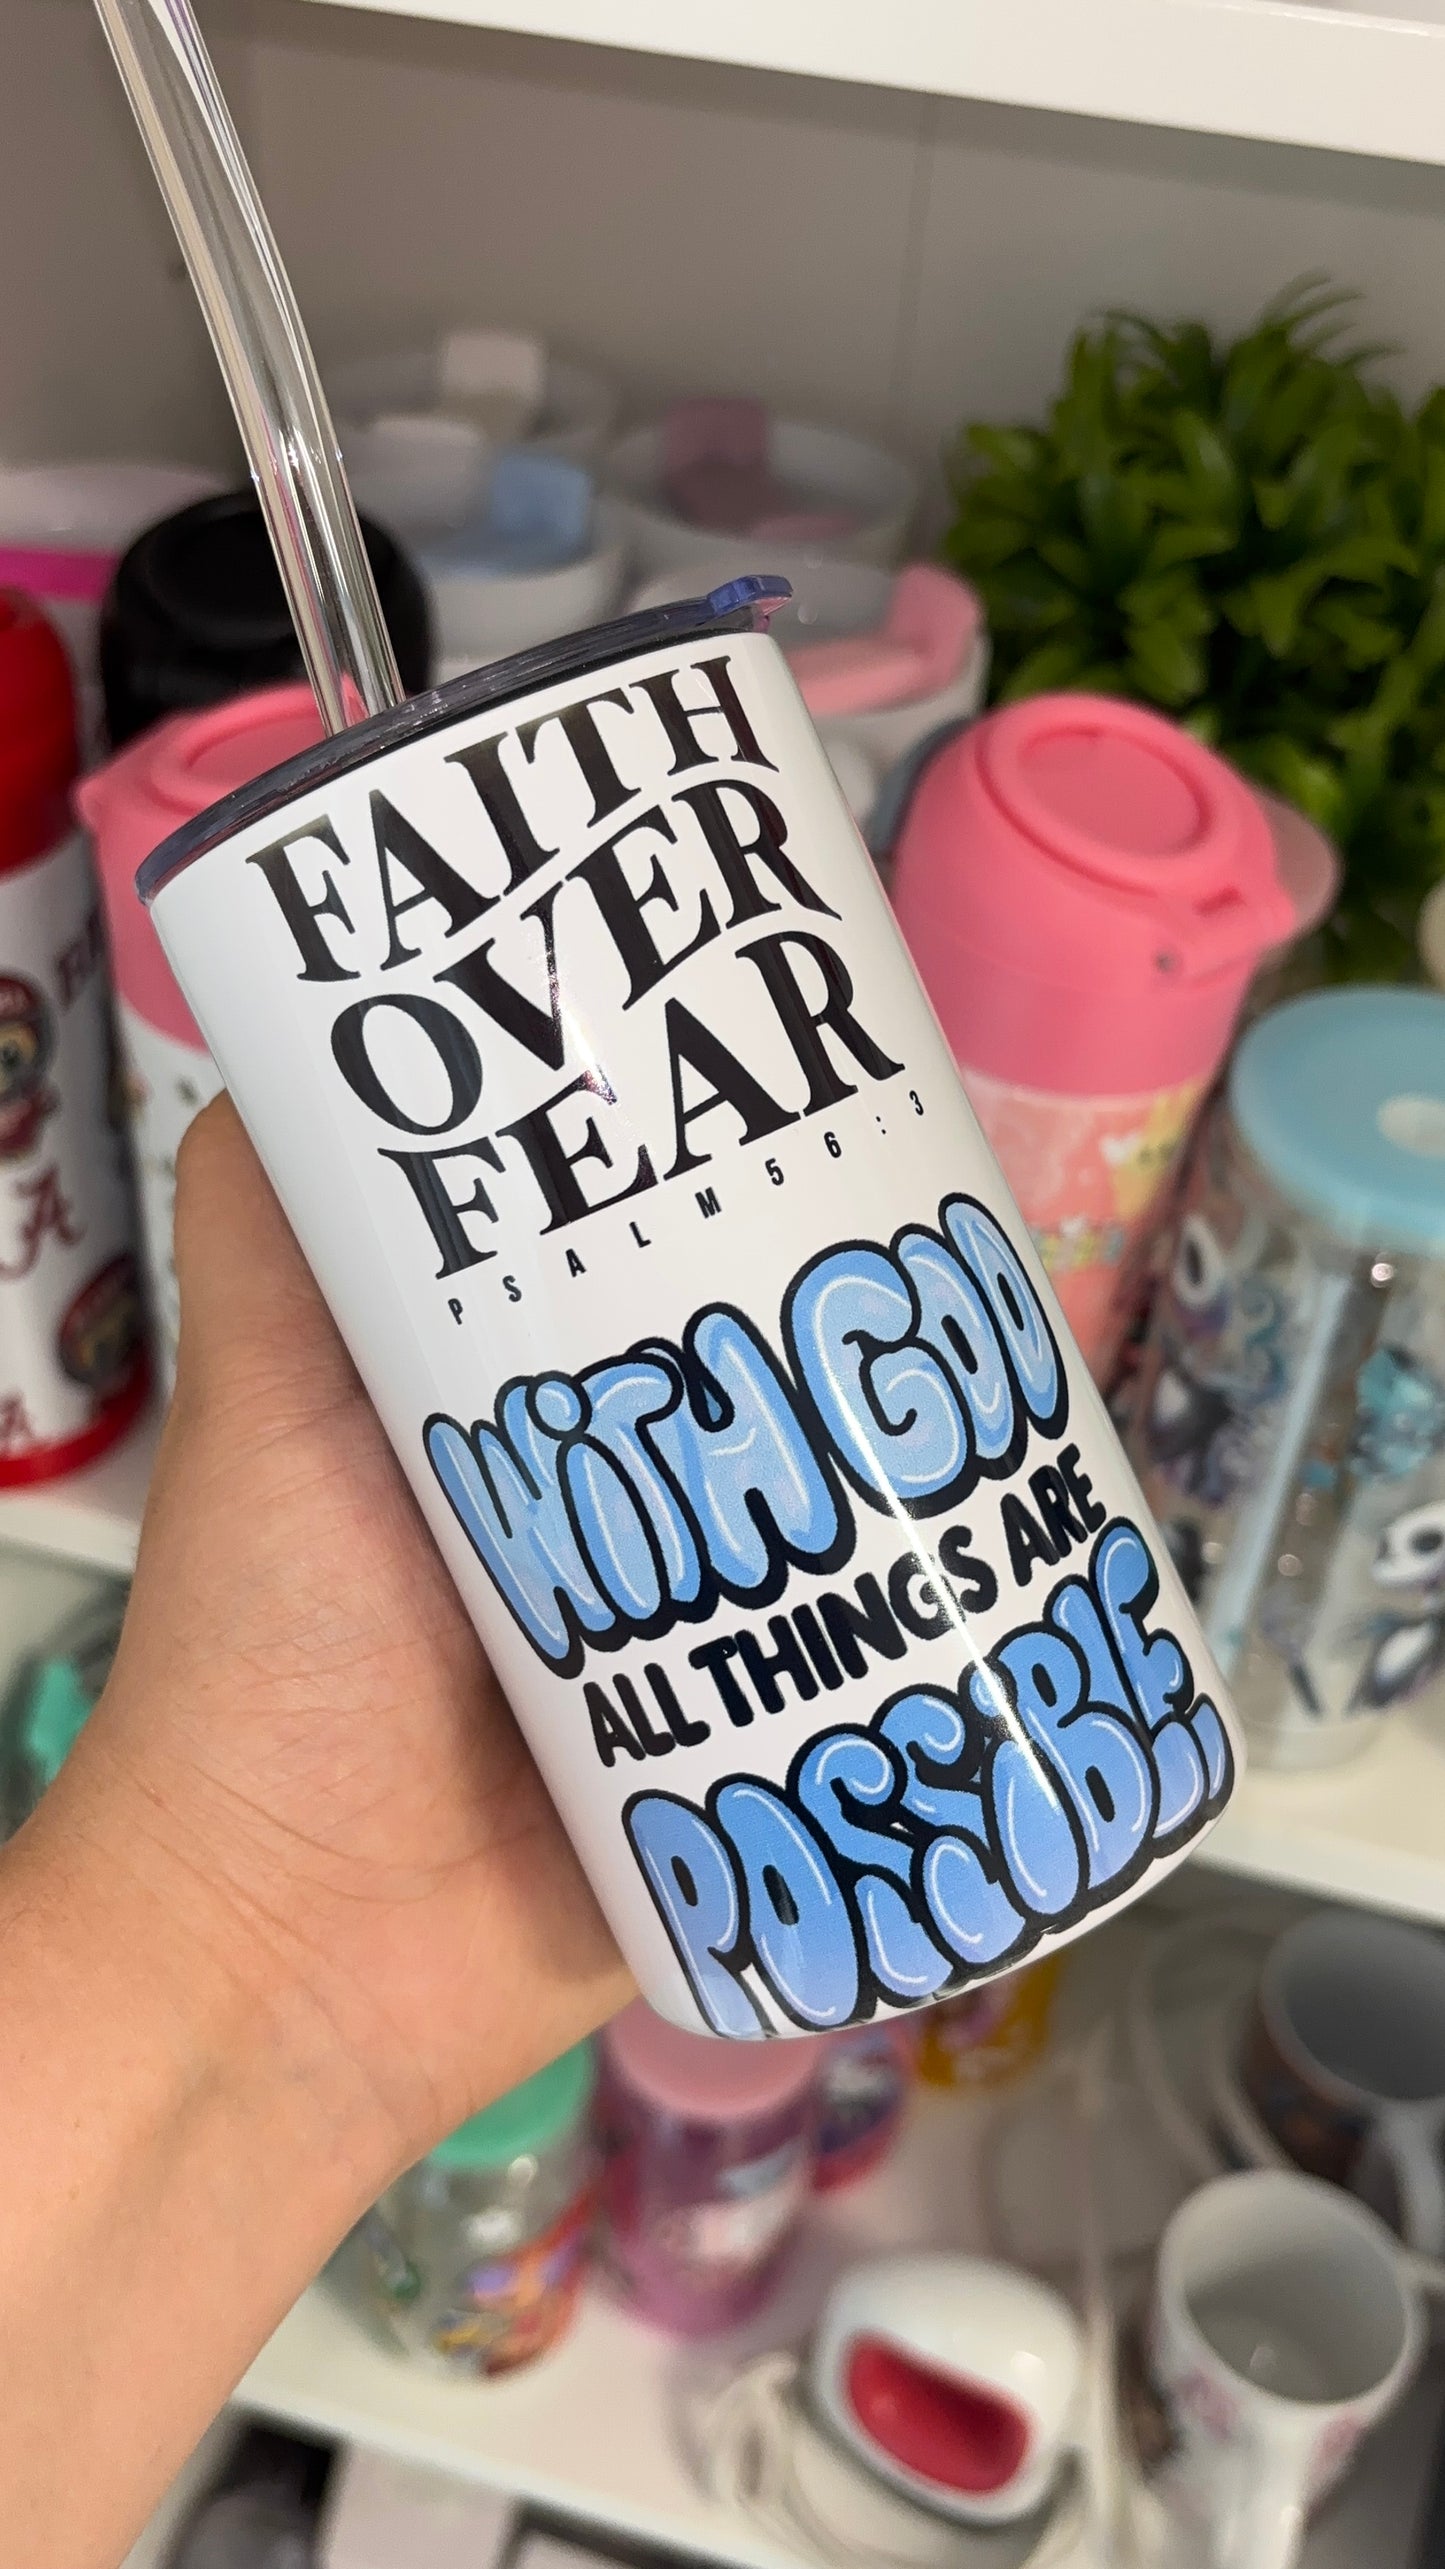 FAITH
OVER
FEAR
PSALM 56:3
WiTH GOD
ALL THINGS ARE
POSSiBLE